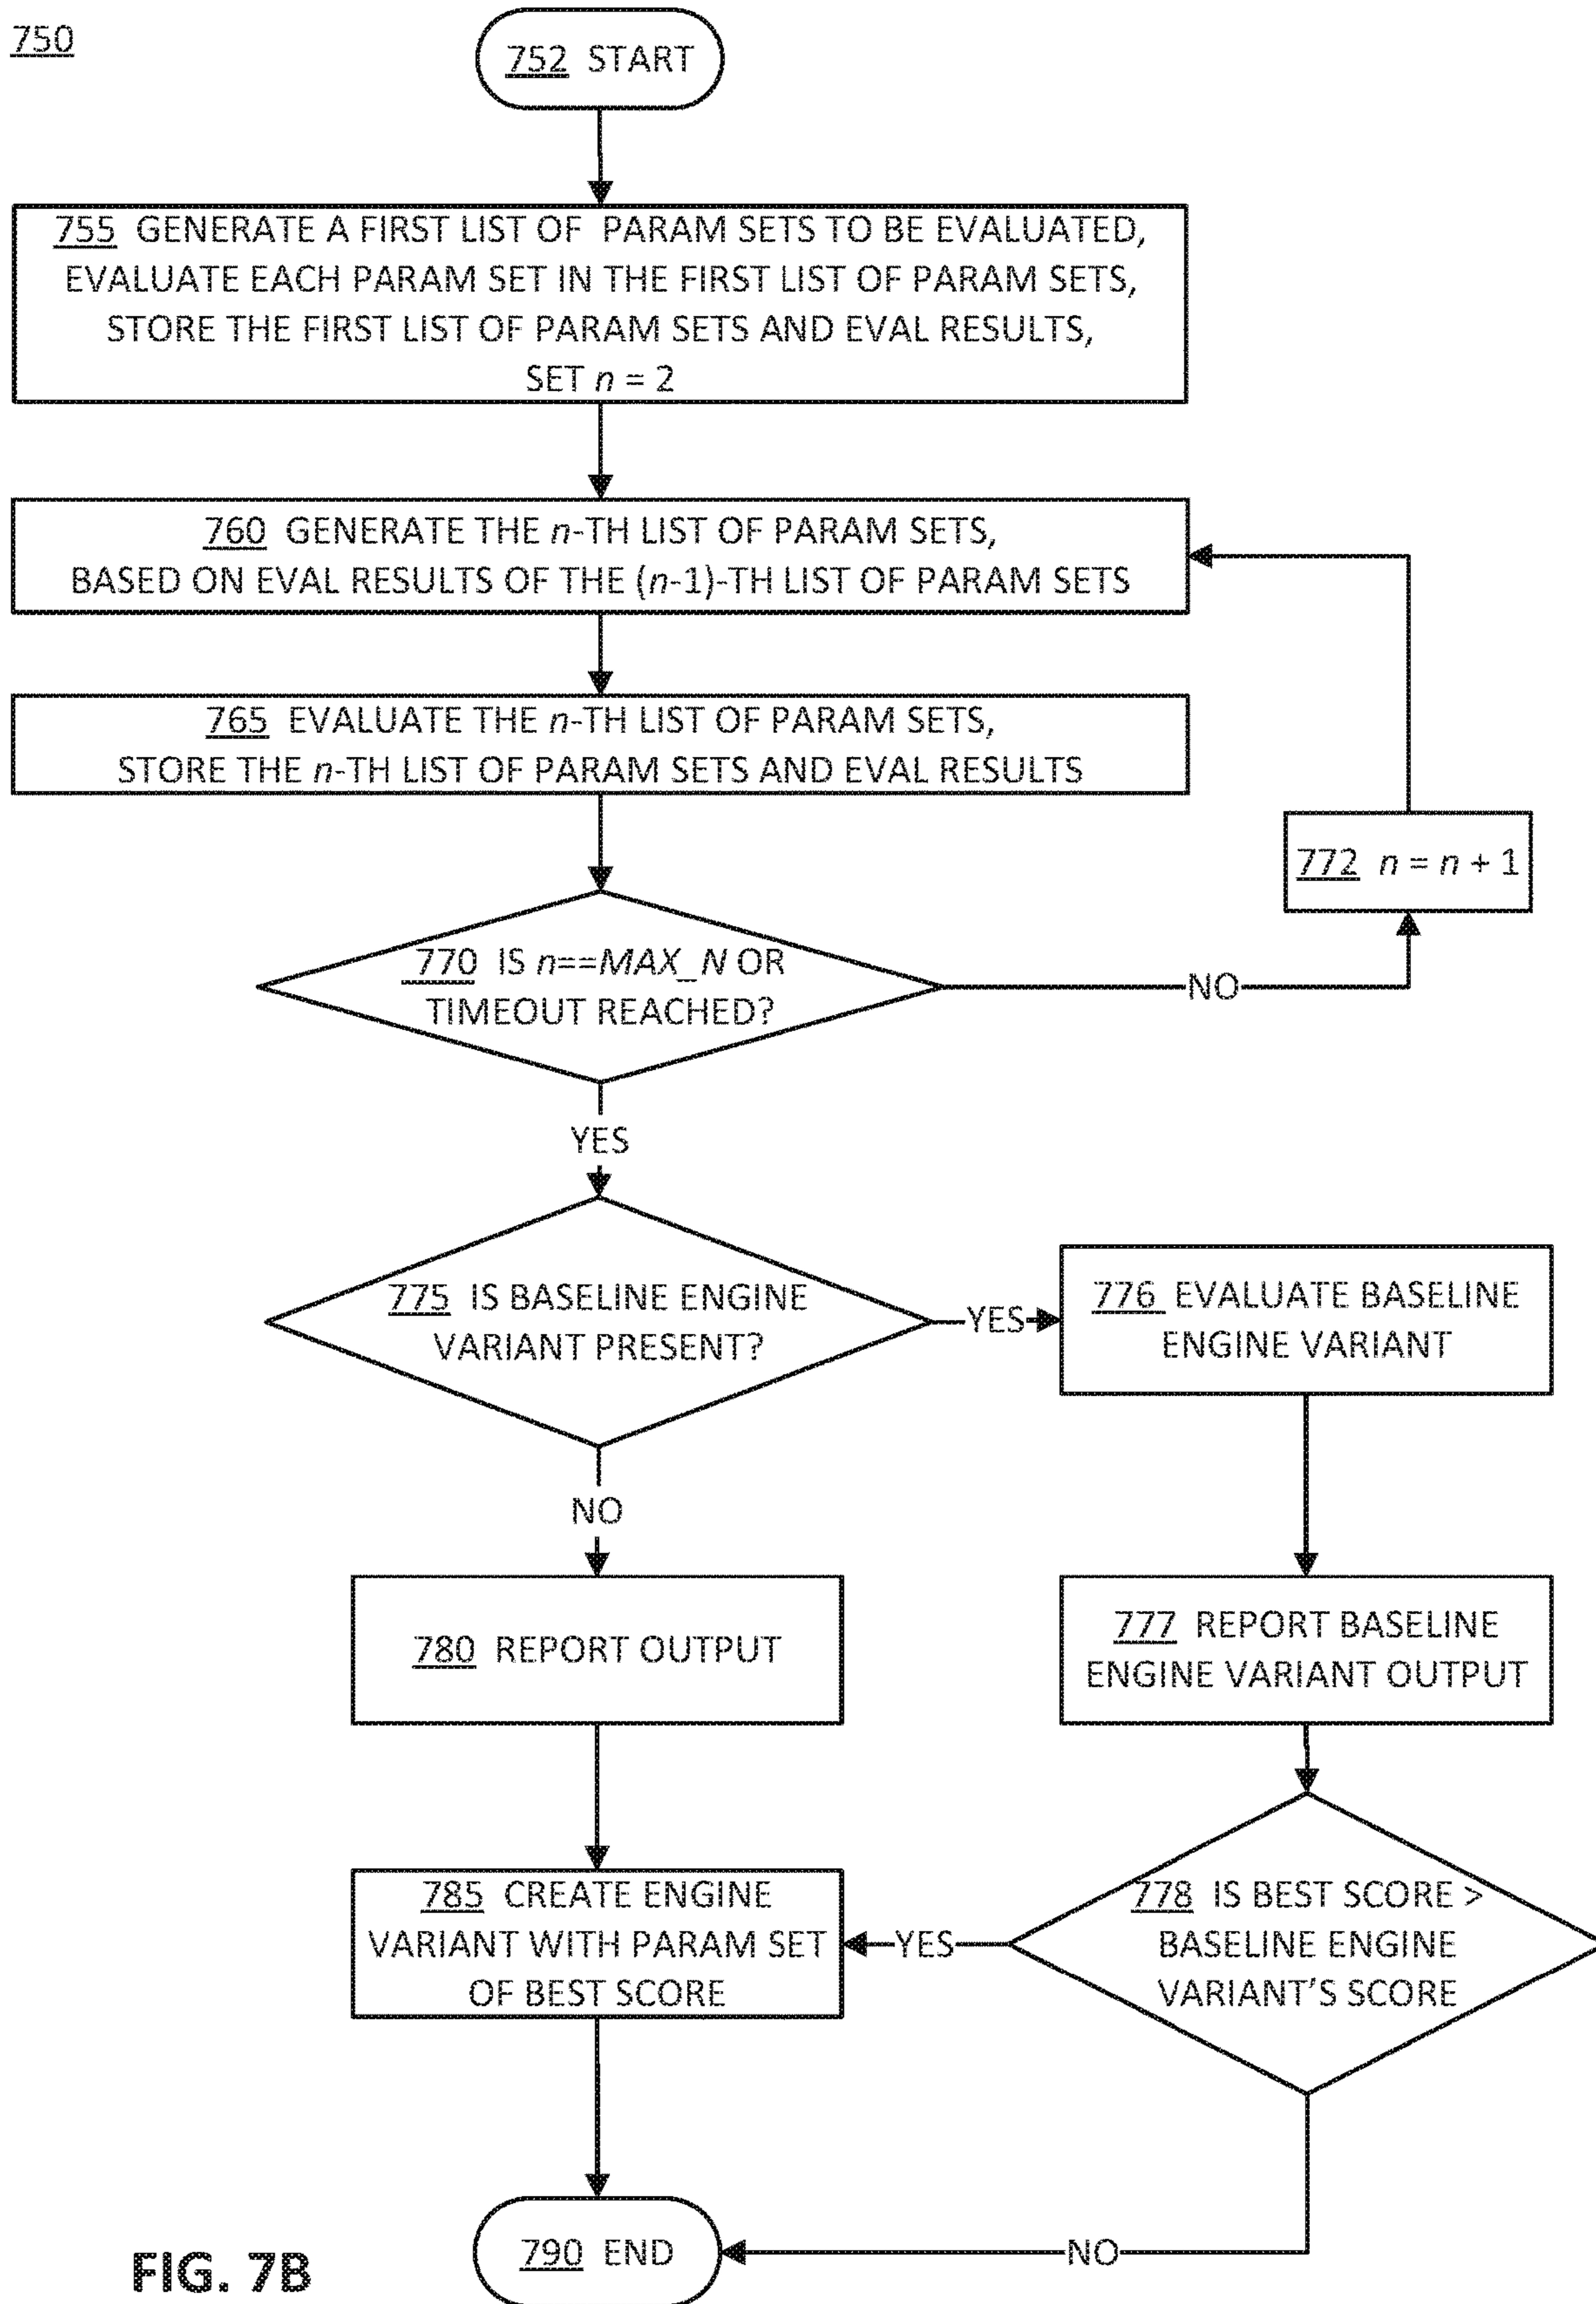 750
752 START
755 GENERATE A FIRST LIST OF PARAM SETS TO BE EVALUATED,
EVALUATE EACH PARAM SET IN THE FIRST LIST OF PARAM SETS,
STORE THE FIRST LIST OF PARAM SETS AND EVAL RESULTS,
SET n = 2
760 GENERATE THE n-TH LIST OF PARAM SETS,
BASED ON EVAL RESULTS OF THE (n-1)-TH LIST OF PARAM SETS
765 EVALUATE THE n-TH LIST OF PARAM SETS,
STORE THE n-TH LIST OF PARAM SETS AND EVAL RESULTS
772 n = n + 1
770 IS n==MAX_N OR
TIMEOUT REACHED?
NO
YES
775 IS BASELINE ENGINE
VARIANT PRESENT?
YES
776 EVALUATE BASELINE
ENGINE VARIANT
NO
780 REPORT OUTPUT
777 REPORT BASELINE
ENGINE VARIANT OUTPUT
785 CREATE ENGINE
VARIANT WITH PARAM SET
OF BEST SCORE
YES
778 IS BEST SCORE >
BASELINE ENGINE
VARIANT'S SCORE
790 END
NO
FIG. 7B